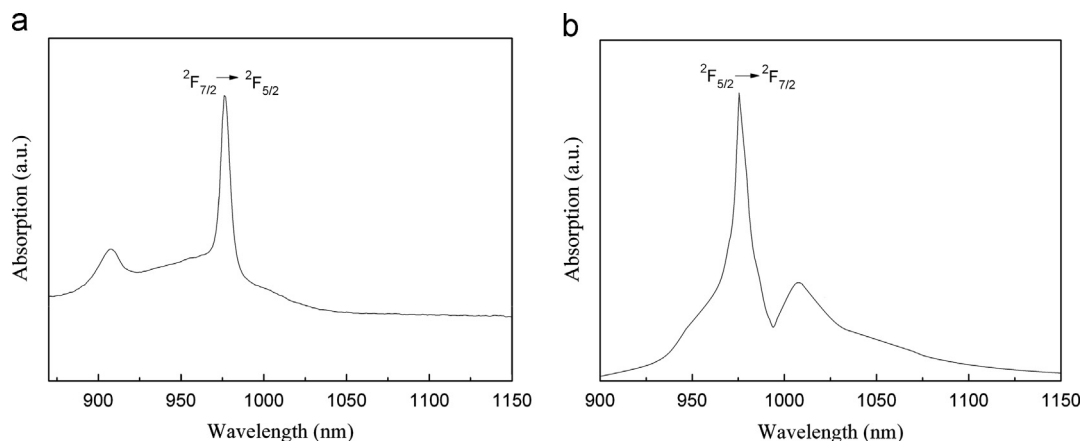 a
²F₇/₂ → ²F₅/₂
Absorption (a.u.)
900 950 1000 1050 1100 1150
Wavelength (nm)
b
²F₅/₂ → ²F₇/₂
Absorption (a.u.)
900 950 1000 1050 1100 1150
Wavelength (nm)